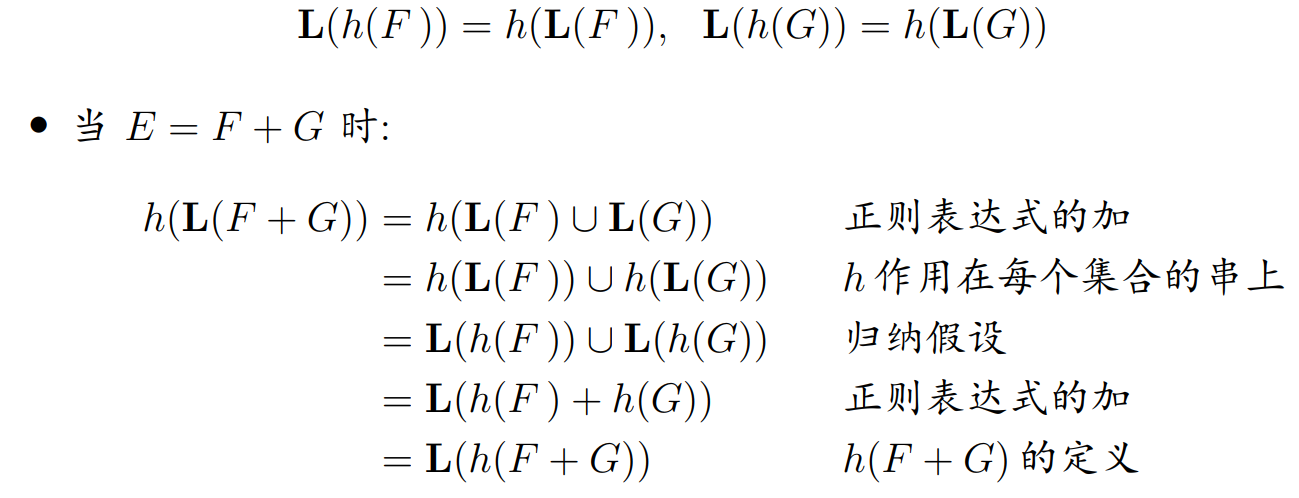 L(h(F)) = h(L(F)), L(h(G)) = h(L(G))
• 当 E = F + G 时:
h(L(F + G)) = h(L(F) ∪ L(G)) 正则表达式的加
= h(L(F)) ∪ h(L(G)) h 作用在每个集合的串上
= L(h(F)) ∪ L(h(G)) 归纳假设
= L(h(F) + h(G)) 正则表达式的加
= L(h(F + G)) h(F + G) 的定义